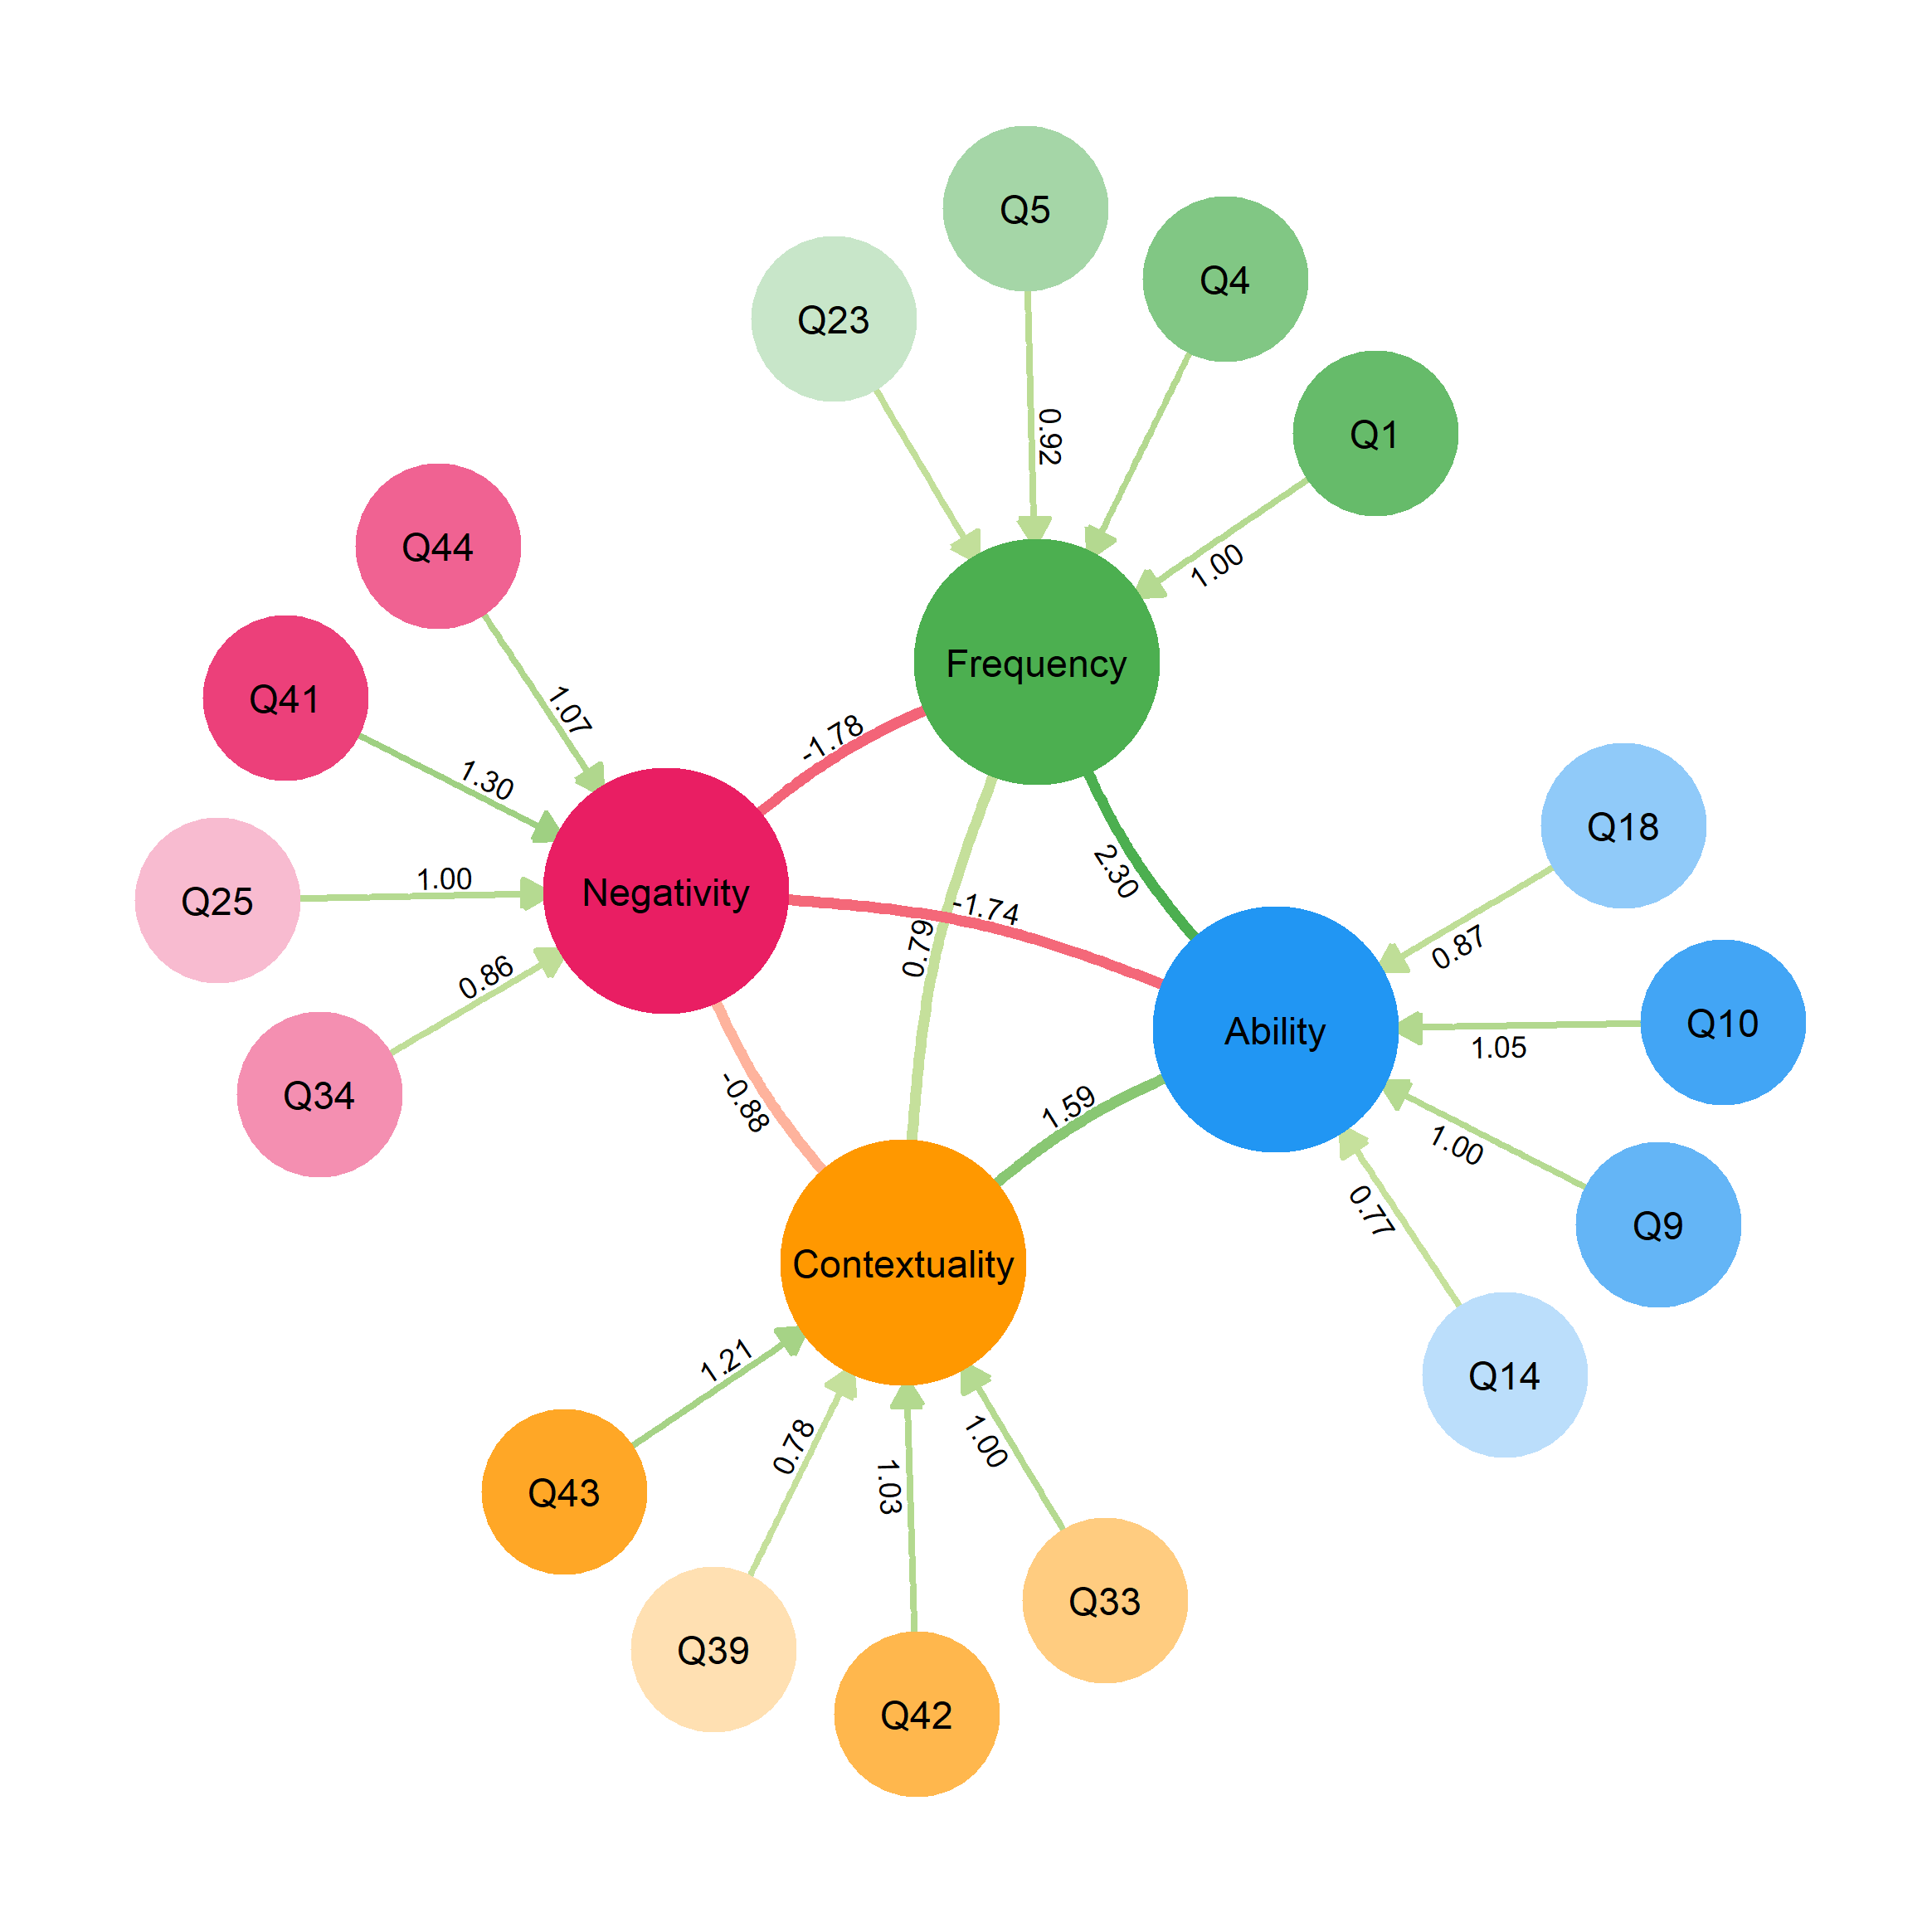 Q5
Q4
Q23
Q1
0.92
1.00
Q44
Frequency
Q41
1.07
-1.78
1.30
Q18
Q25
1.00
Negativity
2.30
-1.74
0.79
0.87
0.86
Q34
-0.88
1.59
Ability
1.05
Q10
1.00
0.77
Q9
Contextuality
1.21
0.78
1.03
1.00
Q14
Q43
Q39
Q42
Q33